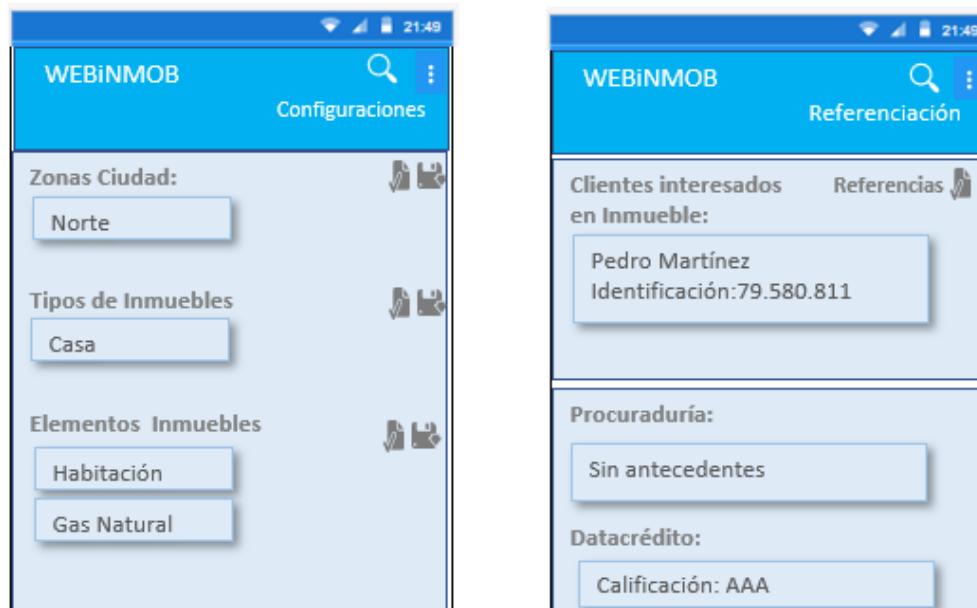 21:49
WEBiNMOB
Configuraciones
Zonas Ciudad:
Norte
Tipos de Inmuebles
Casa
Elementos Inmuebles
Habitación
Gas Natural
21:49
WEBiNMOB
Referenciación
Clientes interesados
en Inmueble:
Referencias
Pedro Martínez
Identificación:79.580.811
Procuraduría:
Sin antecedentes
Datacrédito:
Calificación: AAA